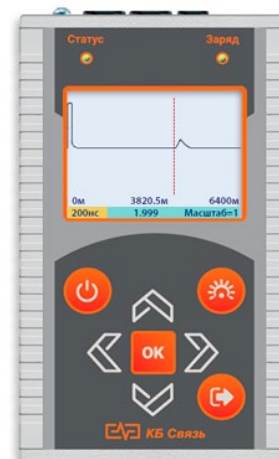 Статус Заряд
0м 3820.5м 6400м
200нс 1.999 Масштаб=1
OK
КБ Связь